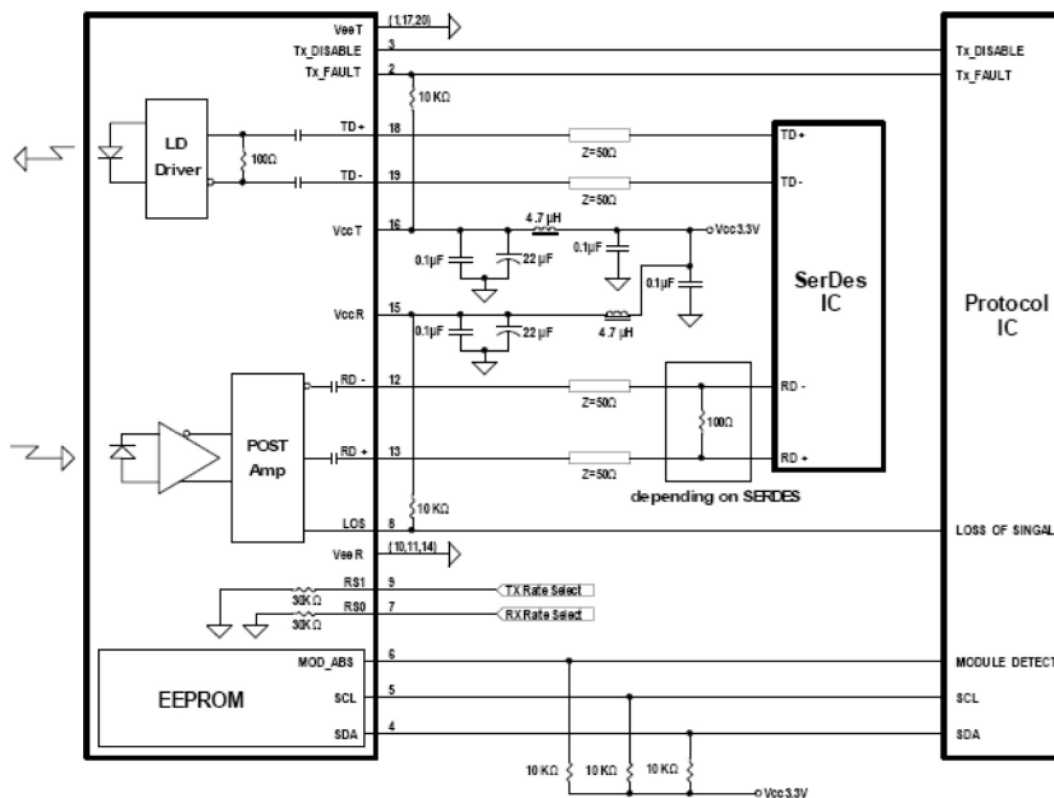 VeeT (1,17,20)
Tx_DISABLE 3 Tx_DISABLE
Tx_FAULT 2 Tx_FAULT
10 KΩ
TD+ 18 TD+
LD
Driver
100Ω
Z=50Ω
TD- 19 TD-
Z=50Ω
VccT 16 4.7 µH Vcc3.3V
0.1µF 22 µF 0.1µF
0.1µF
SerDes
IC
Protocol
IC
VccR 15
0.1µF 22 µF 4.7 µH
RD - 12 RD -
Z=50Ω
100Ω
POST
Amp
RD + 13 RD +
Z=50Ω
depending on SERDES
10 KΩ
LOS 8 LOSS OF SINGAL
VeeR (10,11,14)
RS1 9 TX Rate Select
30KΩ
RS0 7 RX Rate Select
30KΩ
MOD_ABS 6 MODULE DETECT
EEPROM
SCL 5 SCL
SDA 4 SDA
10 KΩ 10 KΩ 10 KΩ
Vcc3.3V